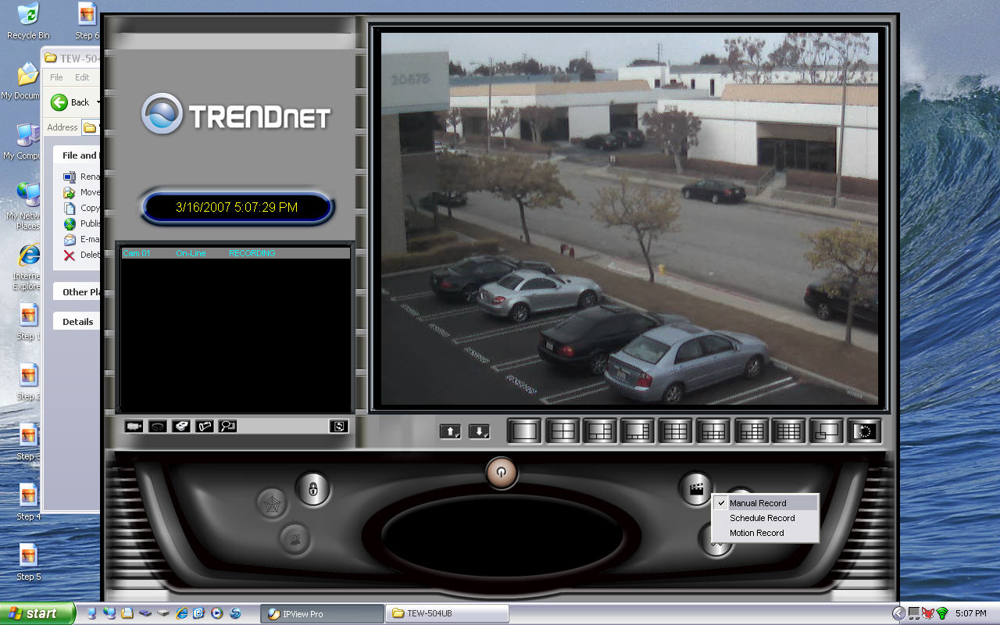 Recycle Bin
Step 6
My Docum
My Compu
My Netw
Places
Interne
Explore
Step 1
Step 2
Step 3
Step 4
Step 5
TEW-504
File Edit
Back
Address
File and
Rena
Move
Copy
Publis
E-ma
Delet
Other Pla
Details
TRENDNET
3/16/2007 5:07:29 PM
Cam 01 On-Line RECORDING
20675
Manual Record
Schedule Record
Motion Record
start
IPView Pro
TEW-504UB
5:07 PM